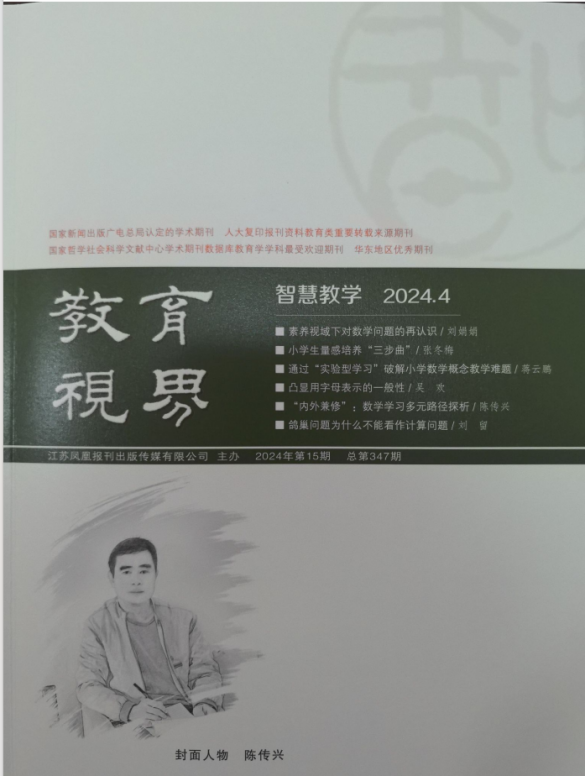 国家新闻出版广电总局认定的学术期刊 人大复印报刊资料教育类重要转载来源期刊
国家哲学社会科学文献中心学术期刊数据库教育学学科最受欢迎期刊 华东地区优秀期刊
教育
視界
智慧教学 2024.4
■ 素养视域下对数学问题的再认识/刘娟娟
■ 小学生量感培养“三步曲”/张冬梅
■ 通过“实验型学习”破解小学数学概念教学难题/蒋云鹏
■ 凸显用字母表示的一般性/吴 欢
■ “内外兼修”：数学学习多元路径探析/陈传兴
■ 鸽巢问题为什么不能看作计算问题/刘
江苏凤凰报刊出版传媒有限公司 主办 2024年第15期 总第347期
封面人物 陈传兴